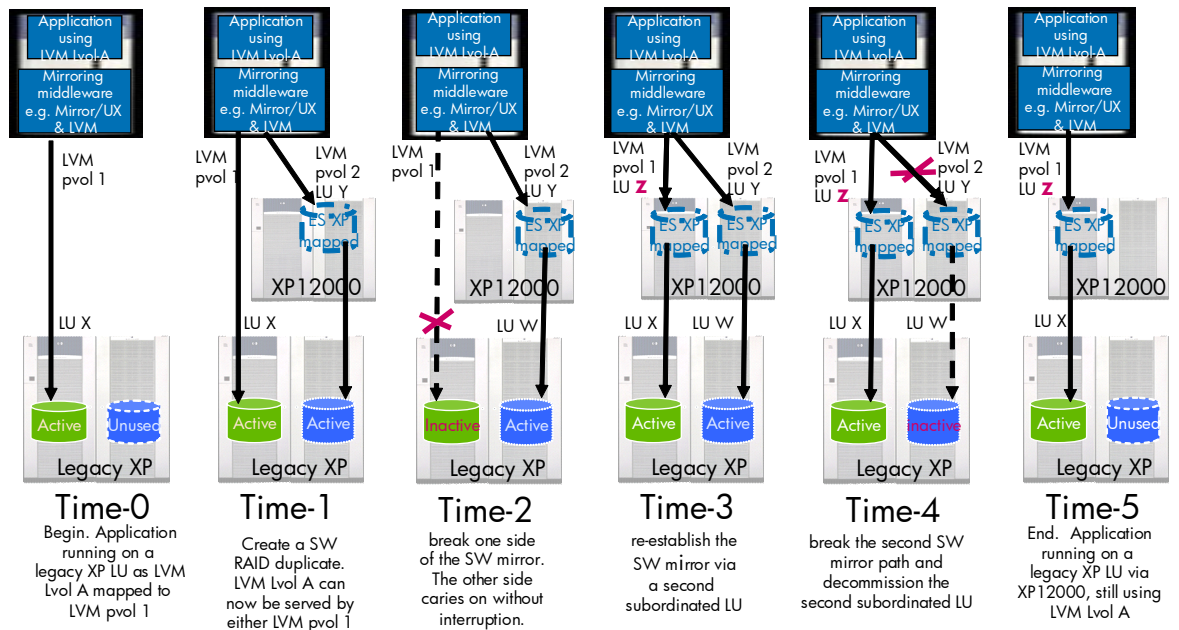 Application
using
LVM Lvol-A
Mirroring
middleware
e.g. Mirror/UX
& LVM
LVM
pvol 1
LU X
Active
Unused
Legacy XP
Time-0
Begin. Application
running on a
legacy XP LU as LVM
Lvol A mapped to
LVM pvol 1
Application
using
LVM Lvol-A
Mirroring
middleware
e.g. Mirror/UX
& LVM
LVM
pvol 1
LVM
pvol 2
LU Y
ES XP
mapped
XP12000
LU X
Active
Active
Legacy XP
Time-1
Create a SW
RAID duplicate.
LVM Lvol A can
now be served by
either LVM pvol 1
Application
using
LVM Lvol-A
Mirroring
middleware
e.g. Mirror/UX
& LVM
LVM
pvol 1
LVM
pvol 2
LU Y
ES XP
mapped
XP12000
LU W
Inactive
Active
Legacy XP
Time-2
break one side
of the SW mirror.
The other side
caries on without
interruption.
Application
using
LVM Lvol-A
Mirroring
middleware
e.g. Mirror/UX
& LVM
LVM
pvol 1
LU Z
LVM
pvol 2
LU Y
ES XP
mapped
ES XP
mapped
XP12000
LU X
LU W
Active
Active
Legacy XP
Time-3
re-establish the
SW mirror via
a second
subordinated LU
Application
using
LVM Lvol-A
Mirroring
middleware
e.g. Mirror/UX
& LVM
LVM
pvol 1
LU Z
LVM
pvol 2
LU Y
ES XP
mapped
ES XP
mapped
XP12000
LU X
LU W
Active
Inactive
Legacy XP
Time-4
break the second SW
mirror path and
decommission the
second subordinated LU
Application
using
LVM Lvol-A
Mirroring
middleware
e.g. Mirror/UX
& LVM
LVM
pvol 1
LU Z
ES XP
mapped
XP12000
LU X
Active
Unused
Legacy XP
Time-5
End. Application
running on a
legacy XP LU via
XP12000, still using
LVM Lvol A